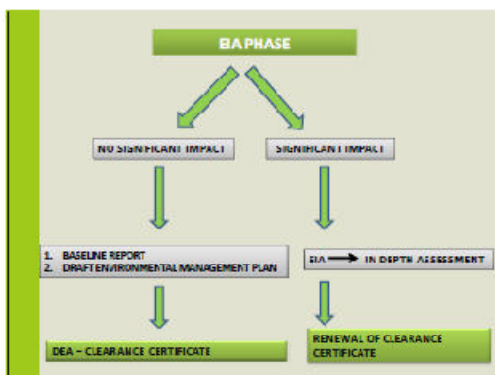 EIA PHASE
NO SIGNIFICANT IMPACT
SIGNIFICANT IMPACT
1. BASELINE REPORT
2. DRAFT ENVIRONMENTAL MANAGEMENT PLAN
EIA IN DEPTH ASSESSMENT
DEA – CLEARANCE CERTIFICATE
RENEWAL OF CLEARANCE
CERTIFICATE